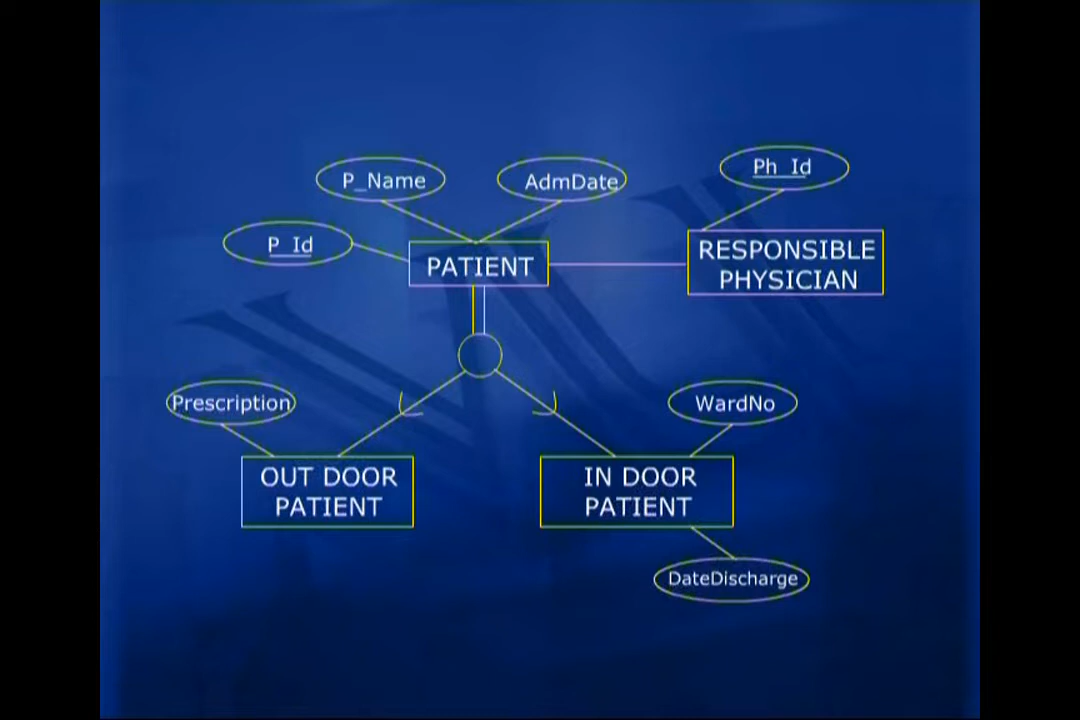 Ph_Id
P_Name
AdmDate
P_Id
PATIENT
RESPONSIBLE
PHYSICIAN
Prescription
WardNo
OUT DOOR
PATIENT
IN DOOR
PATIENT
DateDischarge